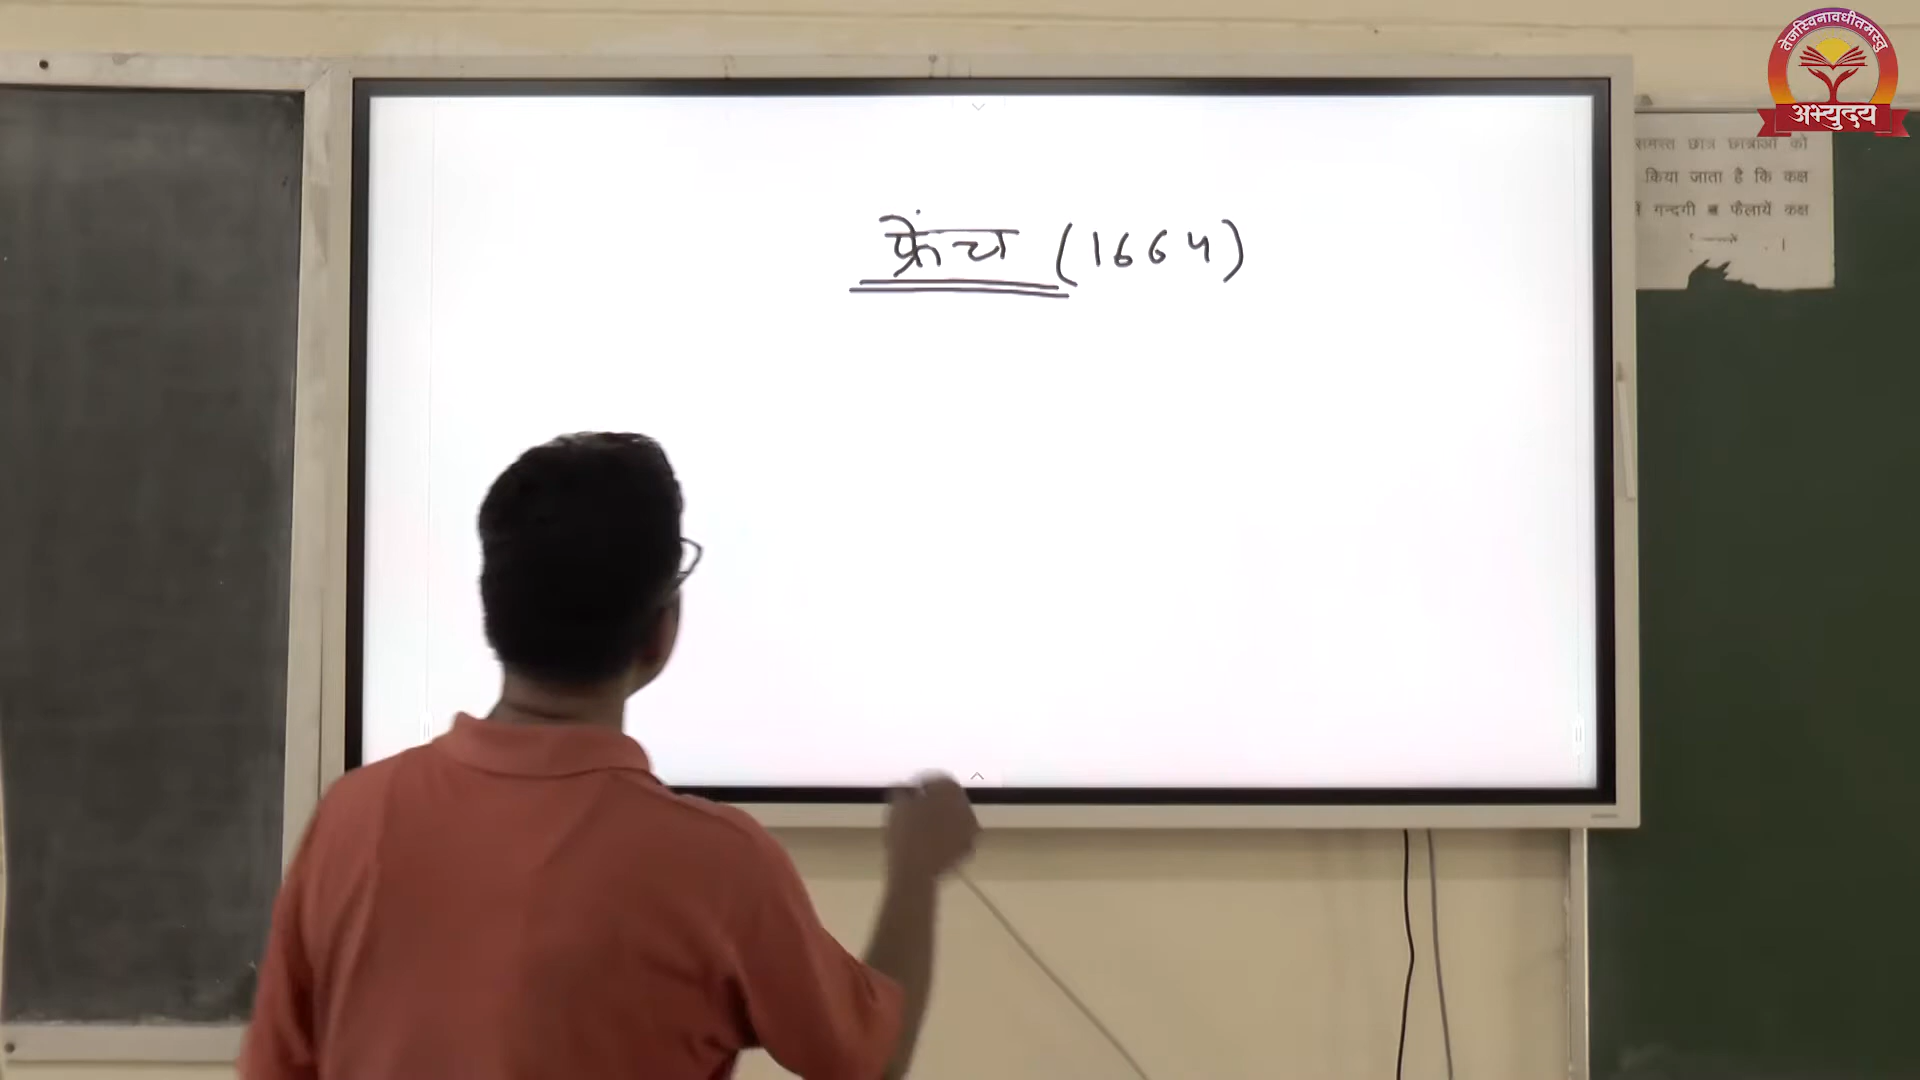 तेजस्विनावधीतमस्तु
अभ्युदय
फ्रेंच (1664)
समस्त छात्र छात्राओं को
किया जाता है कि कक्ष
गन्दगी न फैलायें कक्ष